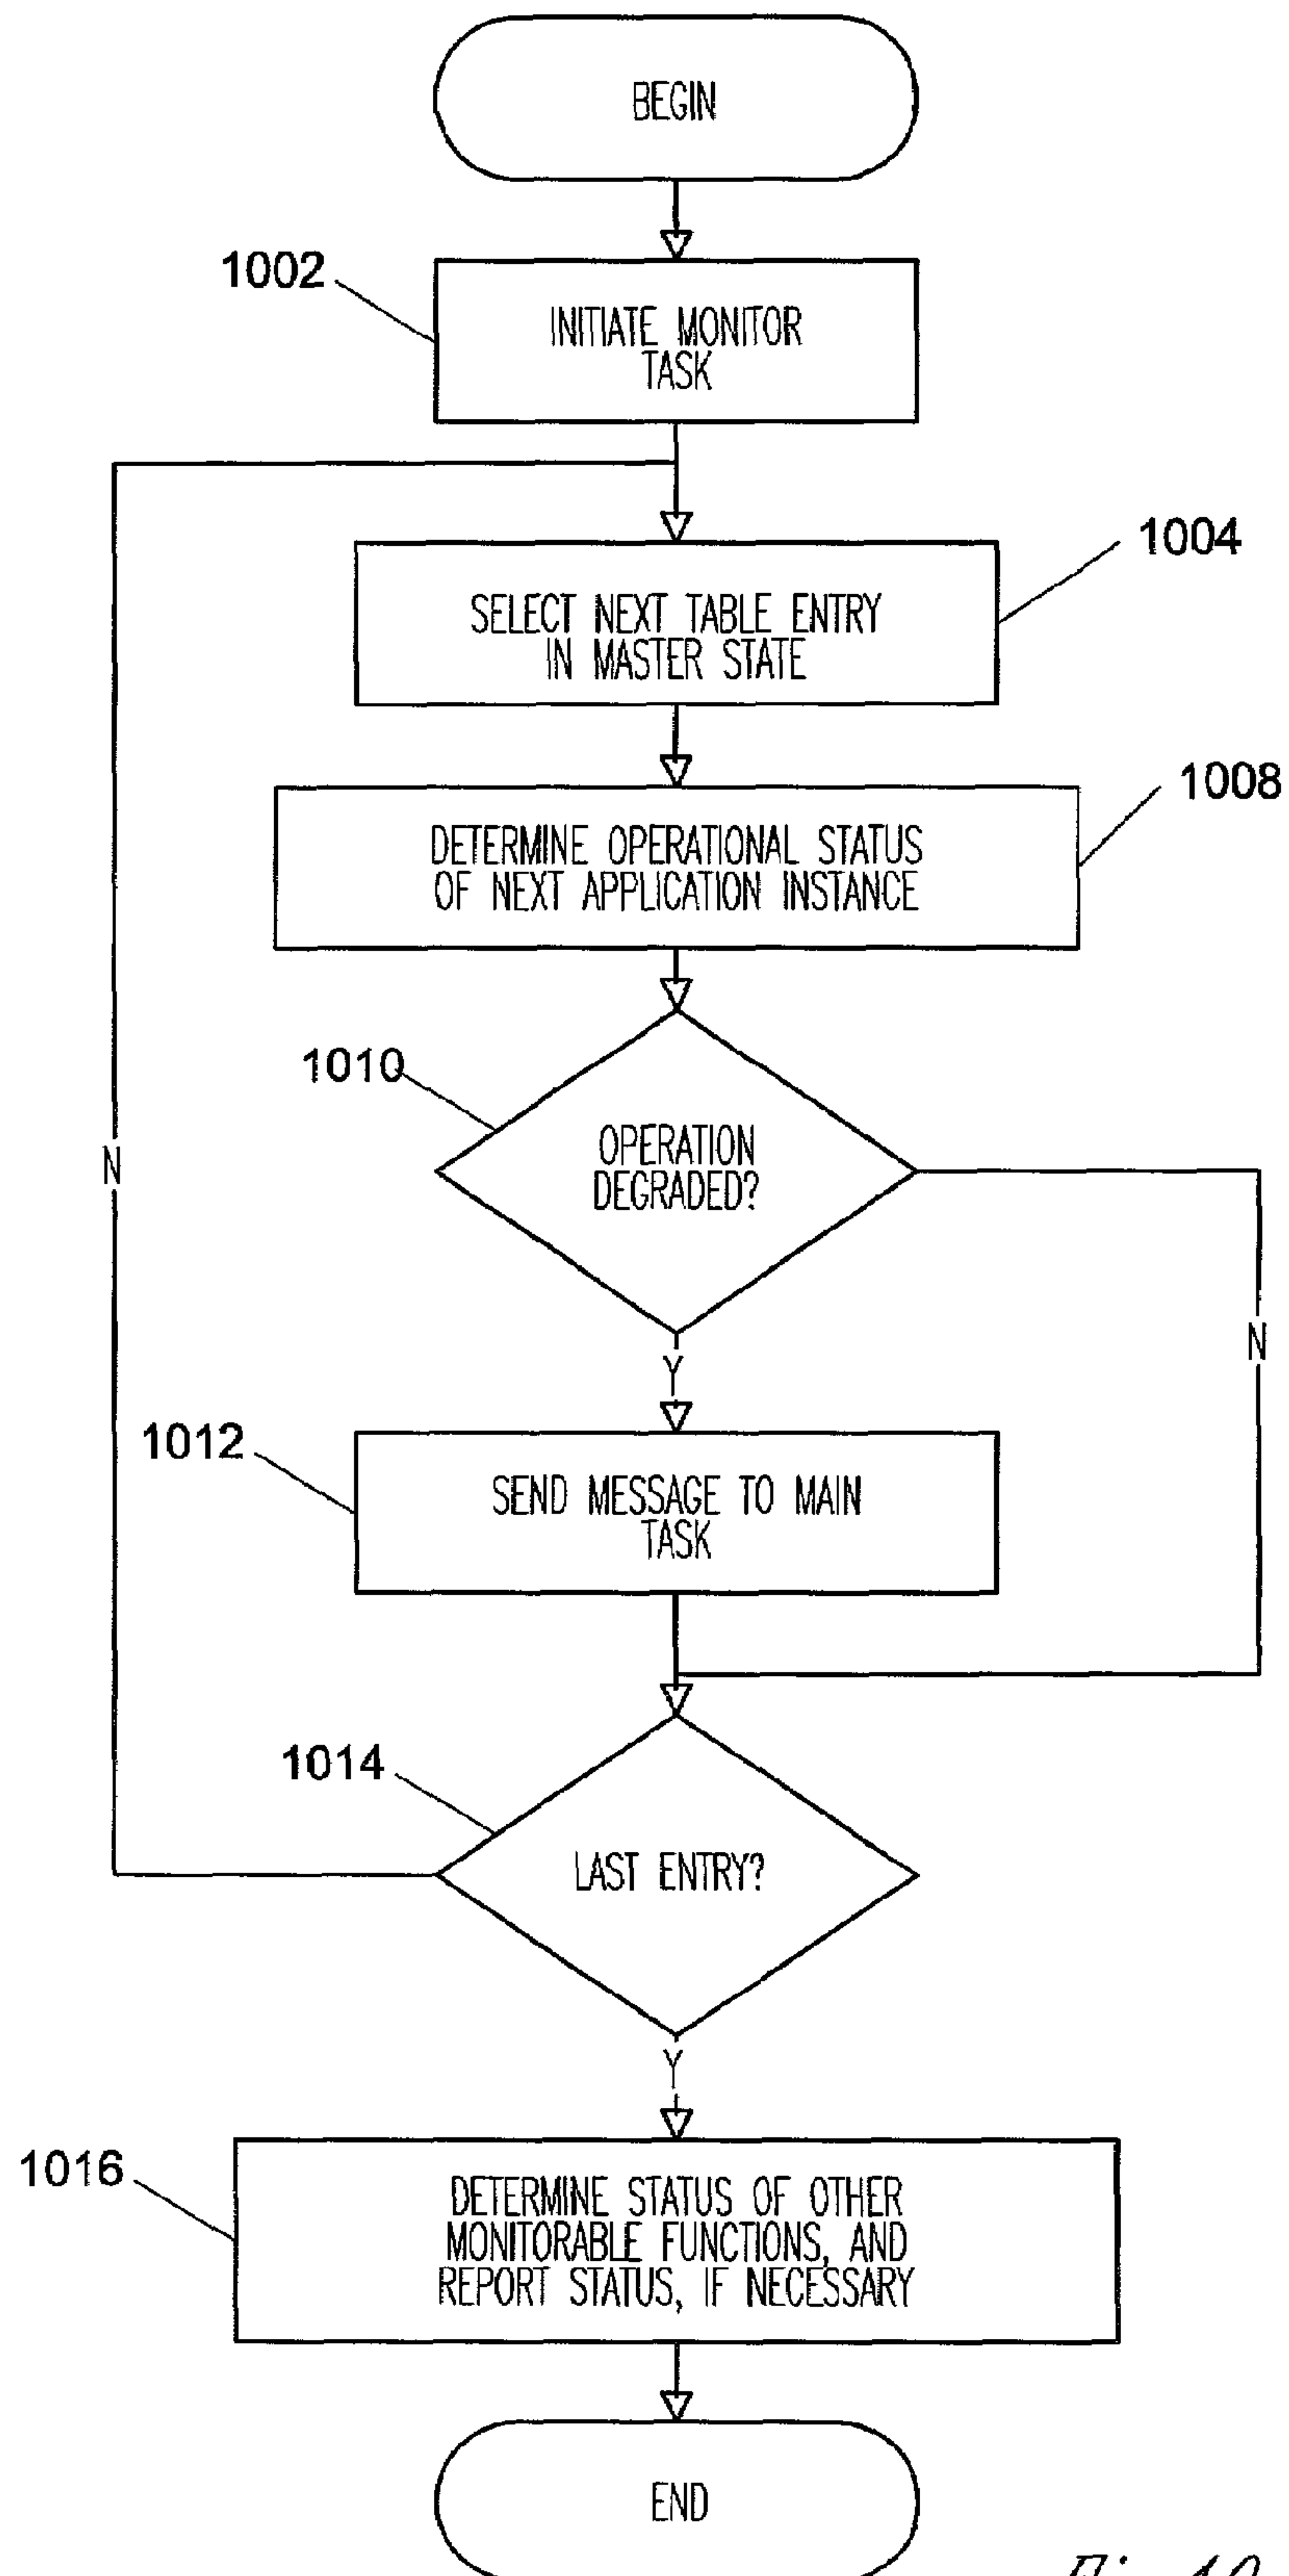 BEGIN
1002
INITIATE MONITOR
TASK
1004
SELECT NEXT TABLE ENTRY
IN MASTER STATE
1008
DETERMINE OPERATIONAL STATUS
OF NEXT APPLICATION INSTANCE
1010
OPERATION
DEGRADED?
N
N
Y
1012
SEND MESSAGE TO MAIN
TASK
1014
LAST ENTRY?
Y
1016
DETERMINE STATUS OF OTHER
MONITORABLE FUNCTIONS, AND
REPORT STATUS, IF NECESSARY
END